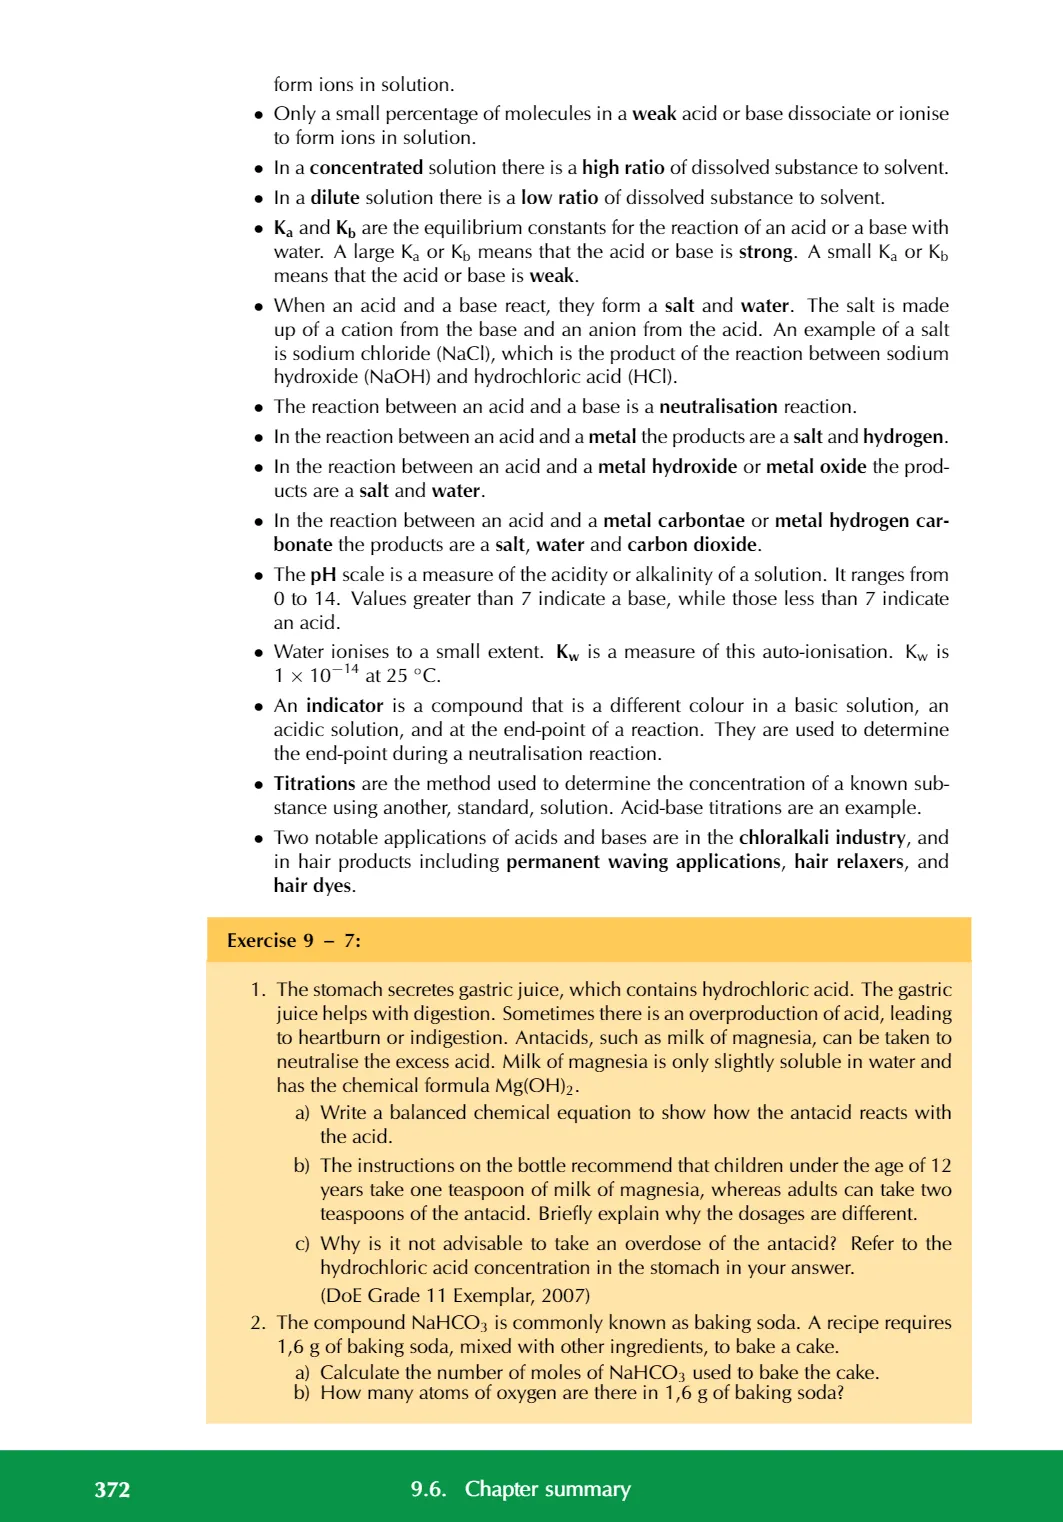 form ions in solution.
• Only a small percentage of molecules in a weak acid or base dissociate or ionise
to form ions in solution.
• In a concentrated solution there is a high ratio of dissolved substance to solvent.
• In a dilute solution there is a low ratio of dissolved substance to solvent.
• Kₐ and K_b are the equilibrium constants for the reaction of an acid or a base with
water. A large Kₐ or K_b means that the acid or base is strong. A small Kₐ or K_b
means that the acid or base is weak.
• When an acid and a base react, they form a salt and water. The salt is made
up of a cation from the base and an anion from the acid. An example of a salt
is sodium chloride (NaCl), which is the product of the reaction between sodium
hydroxide (NaOH) and hydrochloric acid (HCl).
• The reaction between an acid and a base is a neutralisation reaction.
• In the reaction between an acid and a metal the products are a salt and hydrogen.
• In the reaction between an acid and a metal hydroxide or metal oxide the prod-
ucts are a salt and water.
• In the reaction between an acid and a metal carbontae or metal hydrogen car-
bonate the products are a salt, water and carbon dioxide.
• The pH scale is a measure of the acidity or alkalinity of a solution. It ranges from
0 to 14. Values greater than 7 indicate a base, while those less than 7 indicate
an acid.
• Water ionises to a small extent. K_w is a measure of this auto-ionisation. K_w is
1 × 10⁻¹⁴ at 25 °C.
• An indicator is a compound that is a different colour in a basic solution, an
acidic solution, and at the end-point of a reaction. They are used to determine
the end-point during a neutralisation reaction.
• Titrations are the method used to determine the concentration of a known sub-
stance using another, standard, solution. Acid-base titrations are an example.
• Two notable applications of acids and bases are in the chloralkali industry, and
in hair products including permanent waving applications, hair relaxers, and
hair dyes.
Exercise 9 – 7:
1. The stomach secretes gastric juice, which contains hydrochloric acid. The gastric
juice helps with digestion. Sometimes there is an overproduction of acid, leading
to heartburn or indigestion. Antacids, such as milk of magnesia, can be taken to
neutralise the excess acid. Milk of magnesia is only slightly soluble in water and
has the chemical formula Mg(OH)₂.
a) Write a balanced chemical equation to show how the antacid reacts with
the acid.
b) The instructions on the bottle recommend that children under the age of 12
years take one teaspoon of milk of magnesia, whereas adults can take two
teaspoons of the antacid. Briefly explain why the dosages are different.
c) Why is it not advisable to take an overdose of the antacid? Refer to the
hydrochloric acid concentration in the stomach in your answer.
(DoE Grade 11 Exemplar, 2007)
2. The compound NaHCO₃ is commonly known as baking soda. A recipe requires
1,6 g of baking soda, mixed with other ingredients, to bake a cake.
a) Calculate the number of moles of NaHCO₃ used to bake the cake.
b) How many atoms of oxygen are there in 1,6 g of baking soda?
372 9.6. Chapter summary